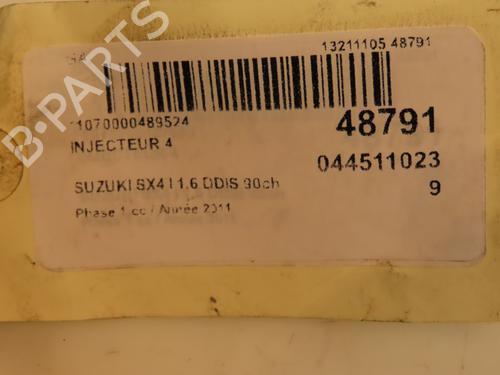 13211105 48791
48791
INJECTEUR 4
044511023
9
SUZUKI SX4 I 1.6 DDIS 90ch
Phase 1 cc / Année 2011
B-PARTS